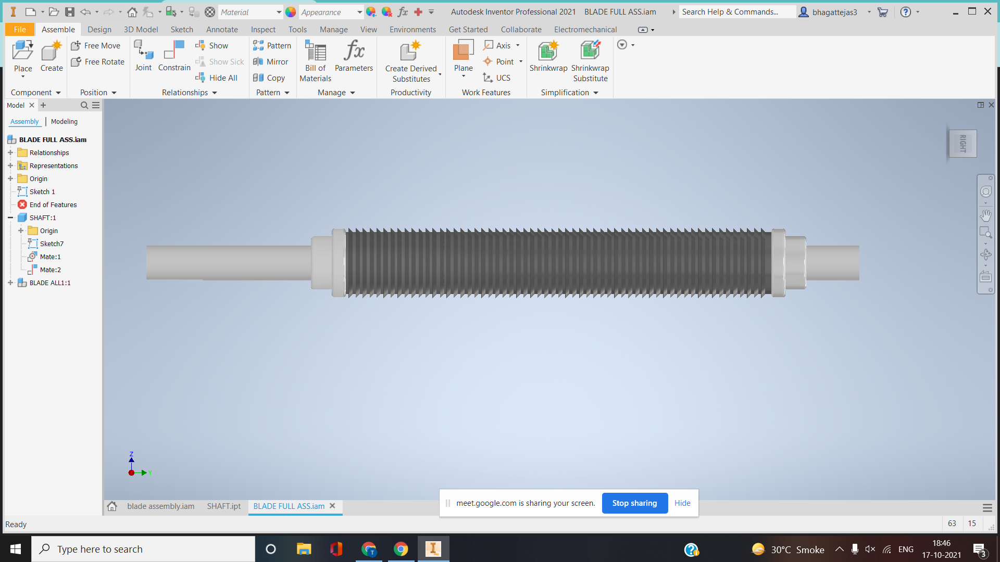 Material
Appearance
Autodesk Inventor Professional 2021 BLADE FULL ASS.iam
Search Help & Commands...
bhagattejas3
File Assemble Design 3D Model Sketch Annotate Inspect Tools Manage View Environments Get Started Collaborate Electromechanical
Place
Create
Free Move
Free Rotate
Joint
Constrain
Show
Show Sick
Hide All
Pattern
Mirror
Copy
Bill of
Materials
fx
Parameters
Create Derived
Substitutes
Plane
Axis
Point
UCS
Shrinkwrap
Shrinkwrap
Substitute
Component Position Relationships Pattern Manage Productivity Work Features Simplification
Model
Assembly | Modeling
BLADE FULL ASS.iam
Relationships
Representations
Origin
Sketch 1
End of Features
SHAFT:1
Origin
Sketch7
Mate:1
Mate:2
BLADE ALL1:1
RIGHT
Z
Y
blade assembly.iam SHAFT.ipt BLADE FULL ASS.iam
meet.google.com is sharing your screen. Stop sharing Hide
Ready
63 15
Type here to search
30°C Smoke
ENG
18:46
17-10-2021
3